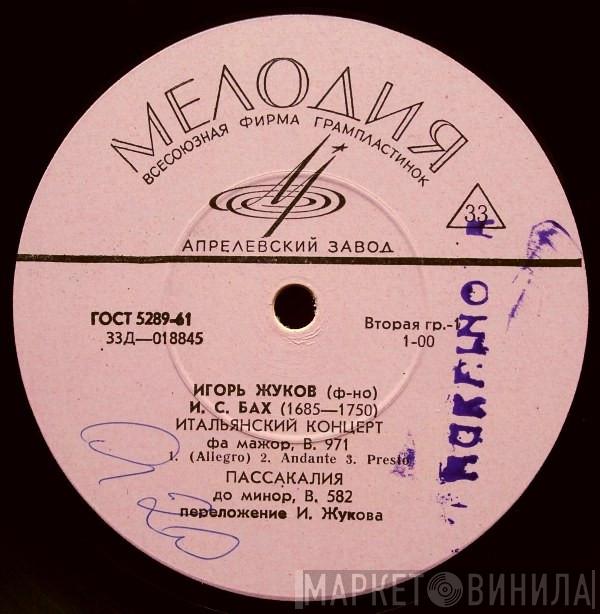 МЕЛОДИЯ
ВСЕСОЮЗНАЯ ФИРМА ГРАМПЛАСТИНОК
33
АПРЕЛЕВСКИЙ ЗАВОД
ГОСТ 5289-61
33Д—018845
Вторая гр.-1
1-00
ИГОРЬ ЖУКОВ (ф-но)
И. С. БАХ (1685—1750)
ИТАЛЬЯНСКИЙ КОНЦЕРТ
фа мажор, В. 971
1. (Allegro) 2. Andante 3. Presto
ПАССАКАЛИЯ
до минор, В. 582
переложение И. Жукова
МАРКЕТ ВИНИЛА